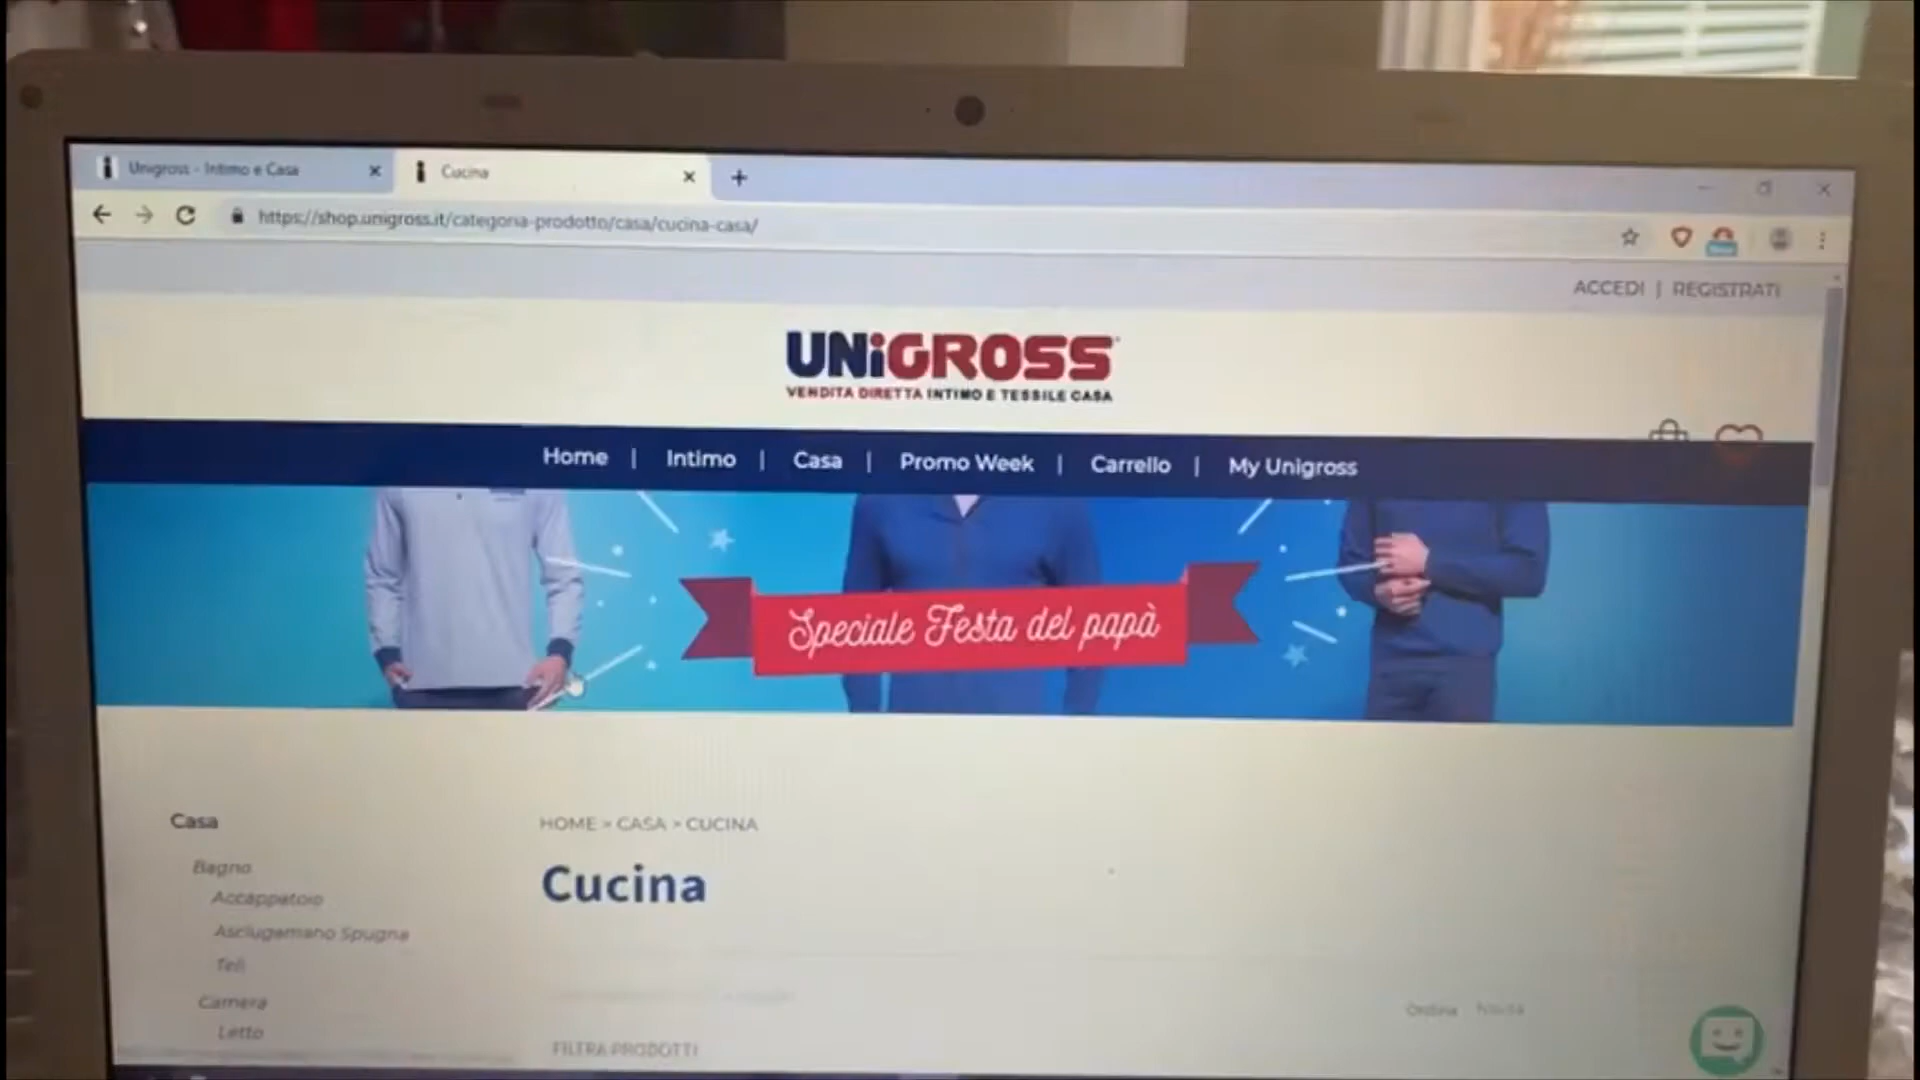 Unigross - Intimo e Casa
Cucina
https://shop.unigross.it/categoria-prodotto/casa/cucina-casa/
ACCEDI | REGISTRATI
UNiGROSS
VENDITA DIRETTA INTIMO E TESSILE CASA
Home | Intimo | Casa | Promo Week | Carrello | My Unigross
Speciale Festa del papà
Casa
HOME > CASA > CUCINA
Bagno
Cucina
Accappatoio
Asciugamano Spugna
Teli
Camera
Ordina Novità
Letto
FILTRA PRODOTTI